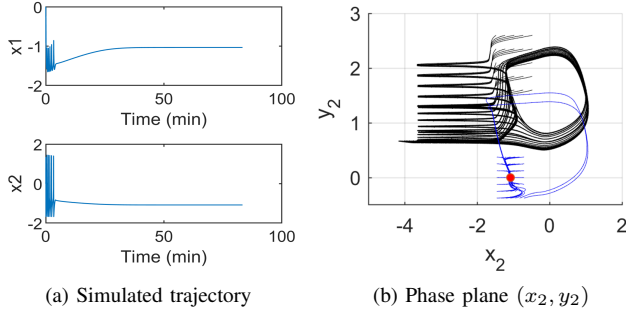 0
-1
-2
x1
0
50
100
Time (min)
2
0
-2
x2
0
50
100
Time (min)
3
2
1
0
y₂
-4
-2
0
2
x₂
(a) Simulated trajectory
(b) Phase plane (x₂, y₂)